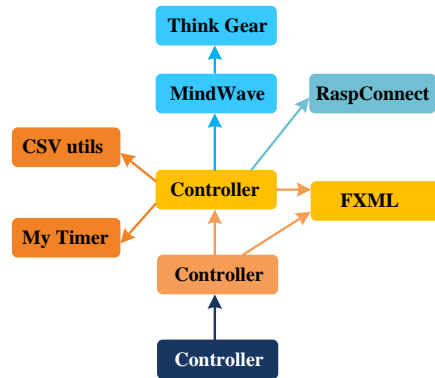 Think Gear
MindWave
RaspConnect
CSV utils
Controller
FXML
My Timer
Controller
Controller